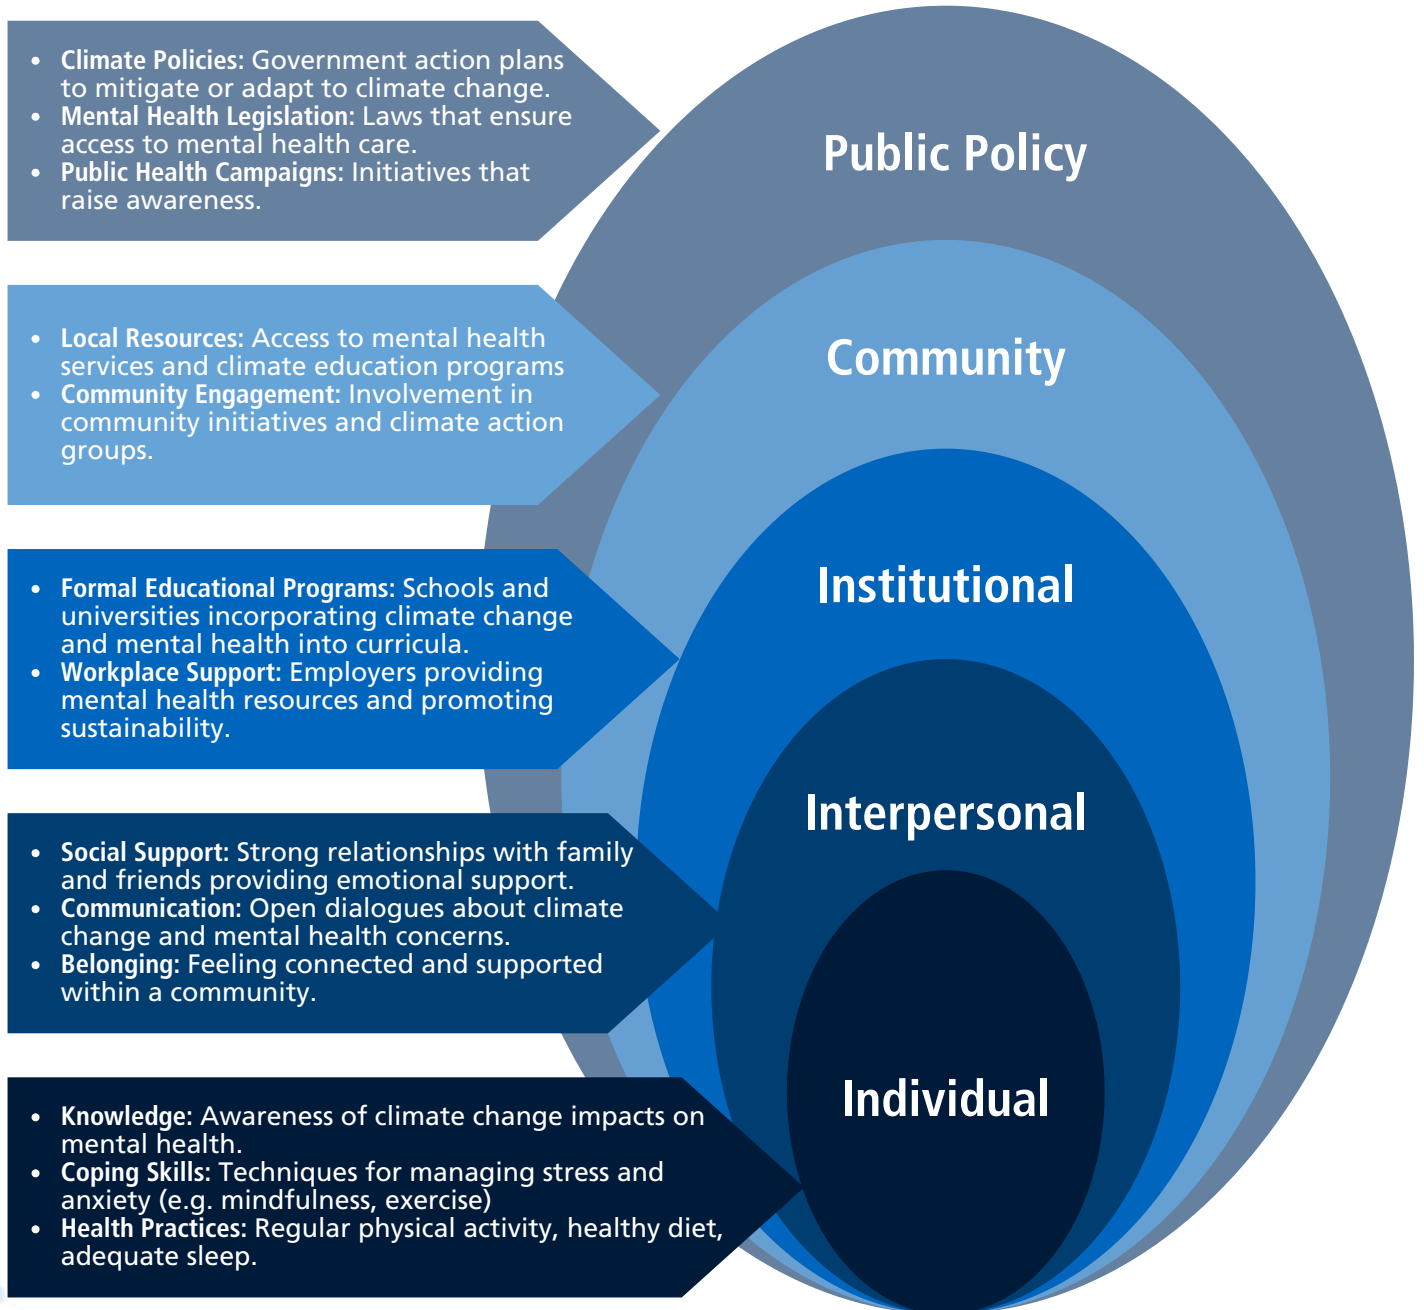 • Climate Policies: Government action plans
to mitigate or adapt to climate change.
• Mental Health Legislation: Laws that ensure
access to mental health care.
• Public Health Campaigns: Initiatives that
raise awareness.
Public Policy
• Local Resources: Access to mental health
services and climate education programs
• Community Engagement: Involvement in
community initiatives and climate action
groups.
Community
• Formal Educational Programs: Schools and
universities incorporating climate change
and mental health into curricula.
• Workplace Support: Employers providing
mental health resources and promoting
sustainability.
Institutional
• Social Support: Strong relationships with family
and friends providing emotional support.
• Communication: Open dialogues about climate
change and mental health concerns.
• Belonging: Feeling connected and supported
within a community.
Interpersonal
• Knowledge: Awareness of climate change impacts on
mental health.
• Coping Skills: Techniques for managing stress and
anxiety (e.g. mindfulness, exercise)
• Health Practices: Regular physical activity, healthy diet,
adequate sleep.
Individual